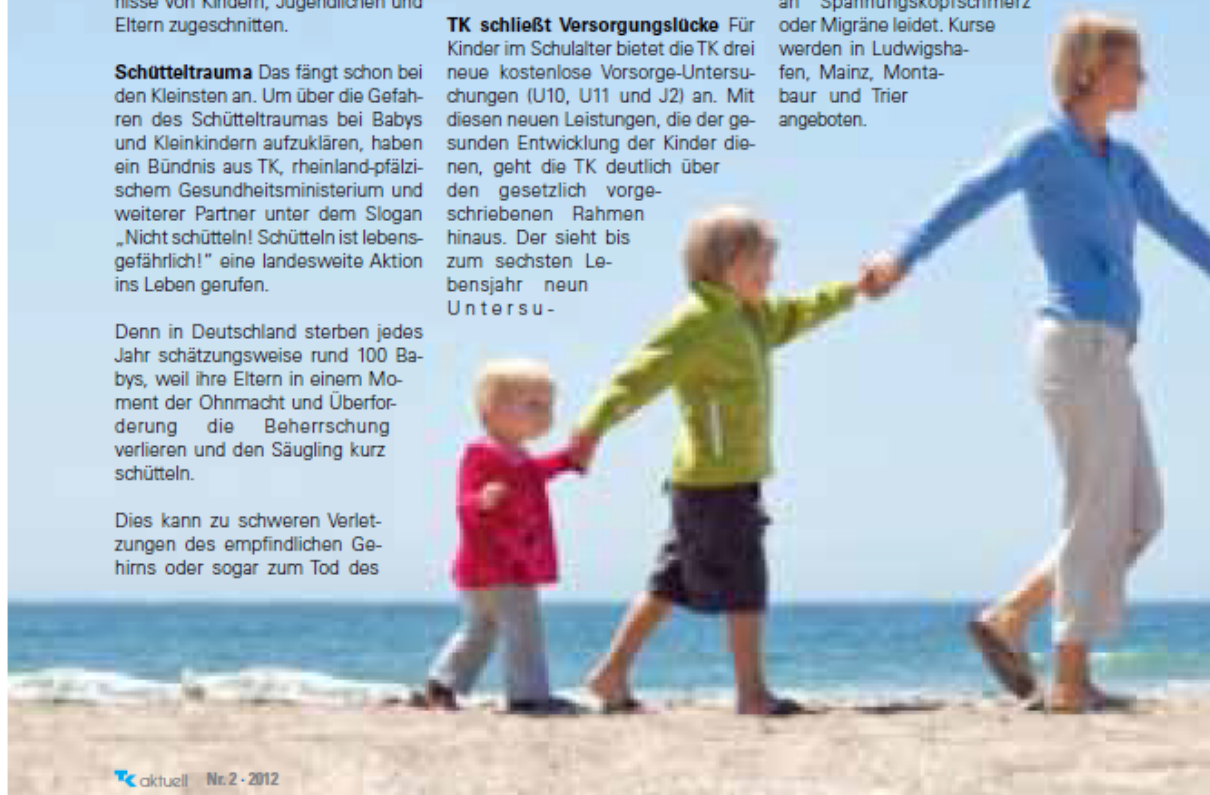 nisse von Kindern, Jugendlichen und
Eltern zugeschnitten.
Schütteltrauma Das fängt schon bei
den Kleinsten an. Um über die Gefah-
ren des Schütteltraumas bei Babys
und Kleinkindern aufzuklären, haben
ein Bündnis aus TK, rheinland-pfälzi-
schem Gesundheitsministerium und
weiterer Partner unter dem Slogan
„Nicht schütteln! Schütteln ist lebens-
gefährlich!" eine landesweite Aktion
ins Leben gerufen.
Denn in Deutschland sterben jedes
Jahr schätzungsweise rund 100 Ba-
bys, weil ihre Eltern in einem Mo-
ment der Ohnmacht und Überfor-
derung die Beherrschung
verlieren und den Säugling kurz
schütteln.
Dies kann zu schweren Verlet-
zungen des empfindlichen Ge-
hirns oder sogar zum Tod des
TK schließt Versorgungslücke Für
Kinder im Schulalter bietet die TK drei
neue kostenlose Vorsorge-Untersu-
chungen (U10, U11 und J2) an. Mit
diesen neuen Leistungen, die der ge-
sunden Entwicklung der Kinder die-
nen, geht die TK deutlich über
den gesetzlich vorge-
schriebenen Rahmen
hinaus. Der sieht bis
zum sechsten Le-
bensjahr neun
Untersu-
an Spannungskopfschmerz
oder Migräne leidet. Kurse
werden in Ludwigsha-
fen, Mainz, Monta-
baur und Trier
angeboten.
TK aktuell Nr. 2 - 2012